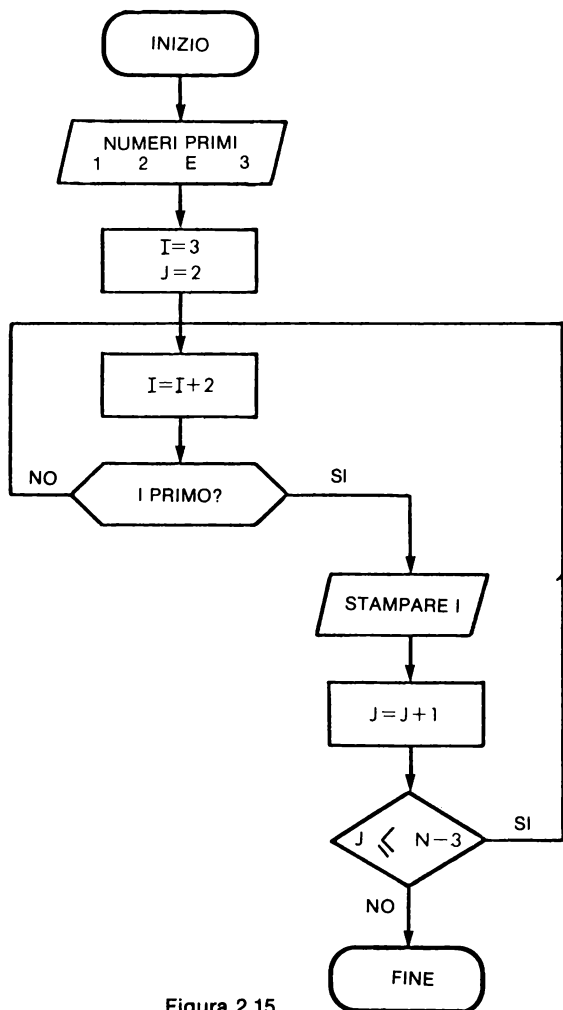 INIZIO
NUMERI PRIMI
1 2 E 3
I=3
J=2
I=I+2
NO
I PRIMO?
SI
STAMPARE I
J=J+1
J ≤ N-3
SI
NO
FINE
Figura 2.15